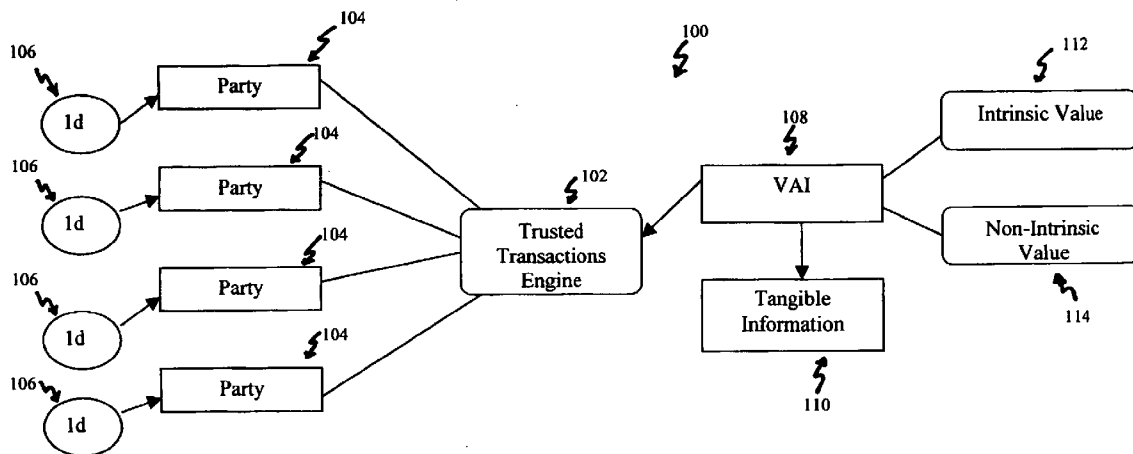 104
100
106
Party
112
1d
Intrinsic Value
104
108
106
Party
VAI
102
1d
Trusted
Transactions
Engine
Non-Intrinsic
Value
104
106
Party
Tangible
Information
114
1d
104
106
Party
110
1d